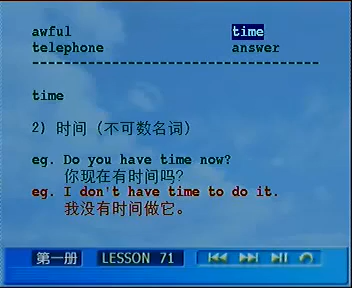 awful time
telephone answer
time
2) 时间 (不可数名词)
eg. Do you have time now?
你现在有时间吗?
eg. I don't have time to do it.
我没有时间做它。
第一册 LESSON 71